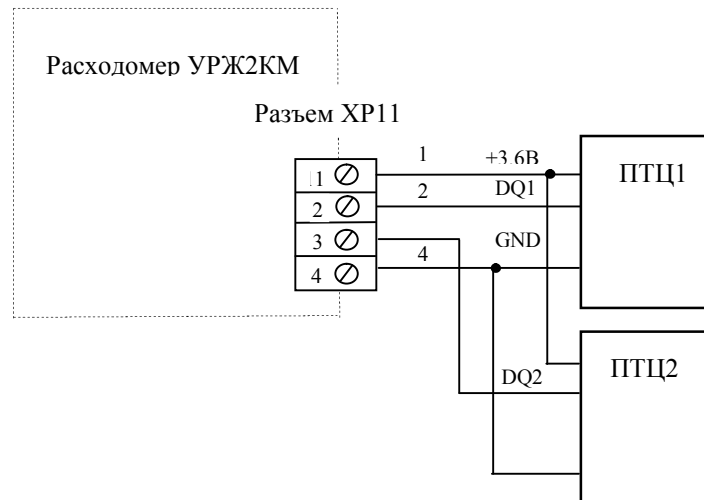 Расходомер УРЖ2КМ
Разъем XP11
1 +3.6В
1
ПТЦ1
2 DQ1
2
3
GND
4
4
ПТЦ2
DQ2